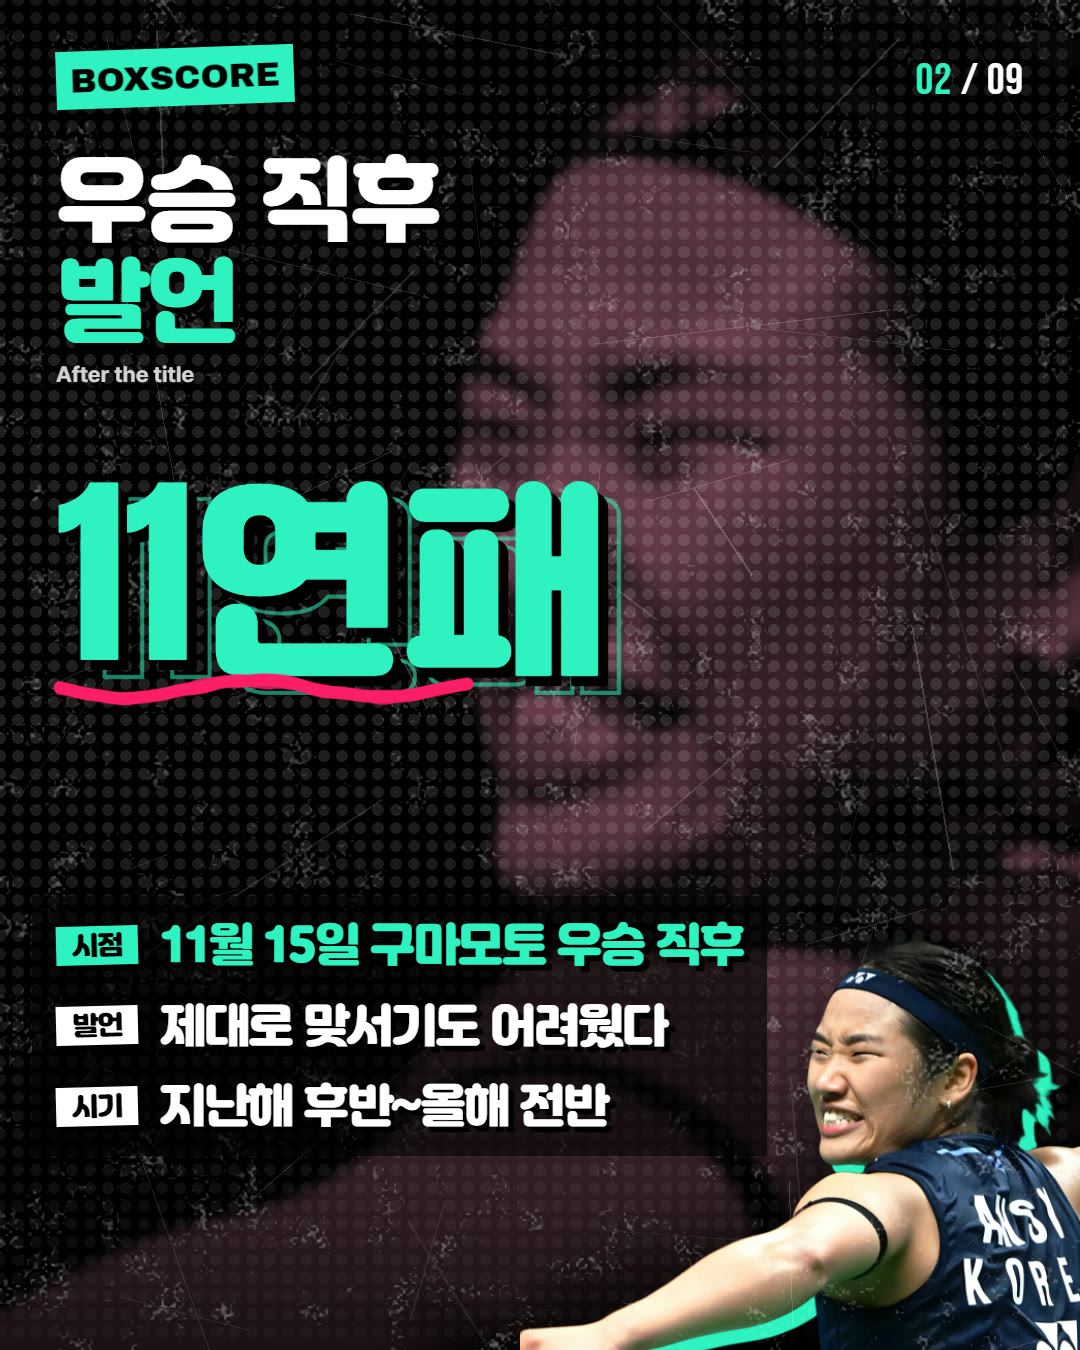 BOXSCORE
02 / 09
우승 직후
발언
After the title
11연패
시점 11월 15일 구마모토 우승 직후
발언 제대로 맞서기도 어려웠다
시기 지난해 후반~올해 전반
AN SY
KORE